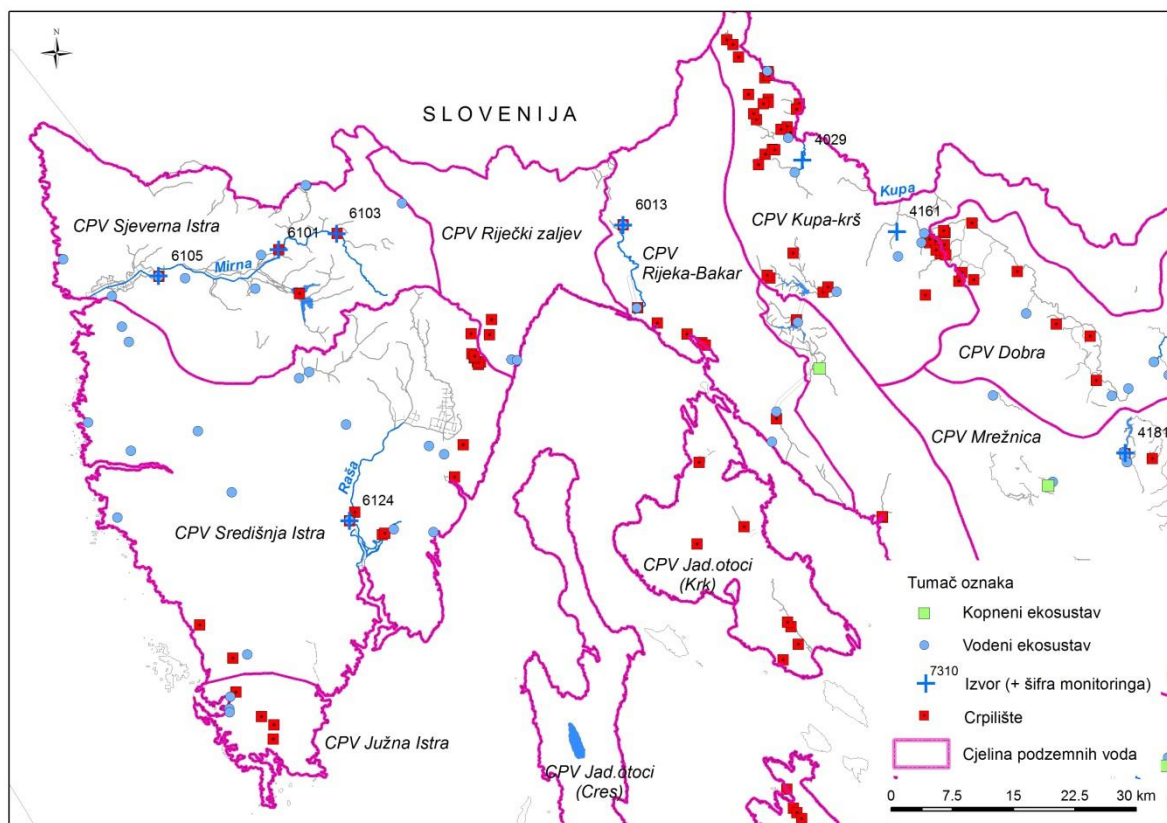 N
SLOVENIJA
4029
Kupa
4161
CPV Kupa-krš
6013
CPV
Rijeka-Bakar
CPV Sjeverna Istra
6103
6101
6105
Mirna
CPV Riječki zaljev
CPV Dobra
CPV Mrežnica
4181
Raša
6124
CPV Središnja Istra
CPV Jad.otoci
(Krk)
CPV Južna Istra
CPV Jad.otoci
(Cres)
Tumač oznaka
Kopneni ekosustav
Vodeni ekosustav
7310
Izvor (+ šifra monitoringa)
Crpilište
Cjelina podzemnih voda
0 7.5 15 22.5 30 km